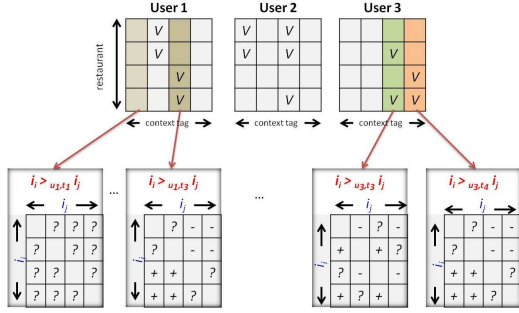 User 1 User 2 User 3
V V V
V V V
V V
V V V V
restaurant
context tag context tag context tag
i_i > u1,t1 i_j ... i_i > u1,t3 i_j ... i_i > u3,t3 i_j i_i > u3,t4 i_j
i_j i_j i_j i_j
? ? ? ? - - - ? - ? - -
? ? ? ? - - + + ? ? - -
? ? ? + + ? ? - - + + ?
? ? ? + + ? + ? + + + ?
i_i i_i i_i i_i